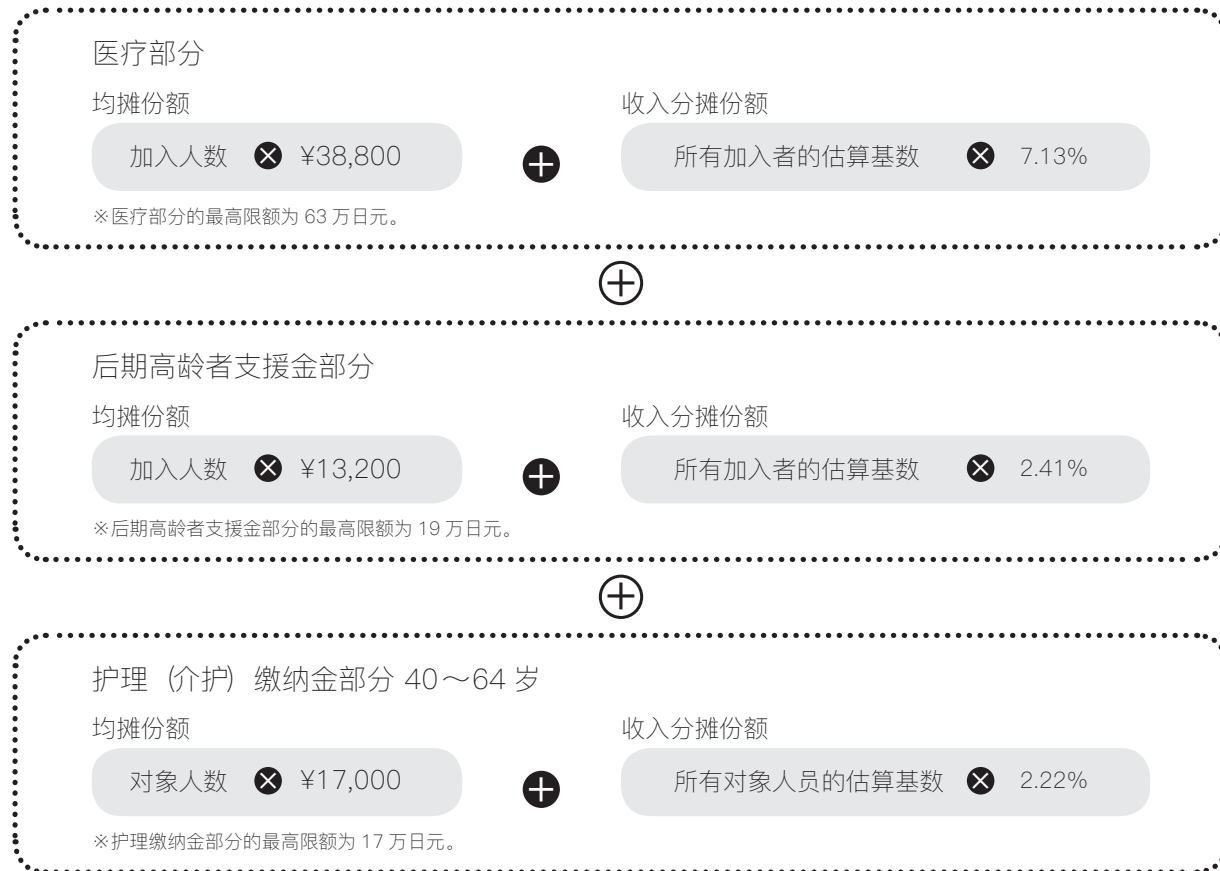 医疗部分
均摊份额 收入分摊份额
加入人数 ⊗ ¥38,800 ⊕ 所有加入者的估算基数 ⊗ 7.13%
※医疗部分的最高限额为 63 万日元。
⊕
后期高龄者支援金部分
均摊份额 收入分摊份额
加入人数 ⊗ ¥13,200 ⊕ 所有加入者的估算基数 ⊗ 2.41%
※后期高龄者支援金部分的最高限额为 19 万日元。
⊕
护理（介护）缴纳金部分 40～64 岁
均摊份额 收入分摊份额
对象人数 ⊗ ¥17,000 ⊕ 所有对象人员的估算基数 ⊗ 2.22%
※护理缴纳金部分的最高限额为 17 万日元。